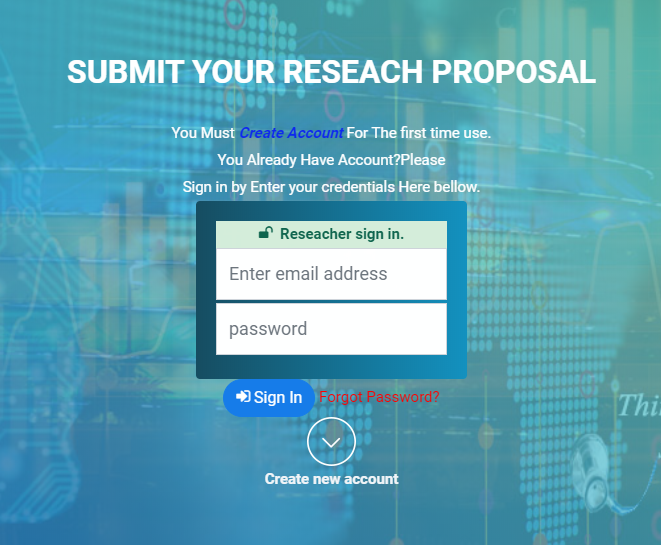 SUBMIT YOUR RESEACH PROPOSAL
You Must Create Account For The first time use.
You Already Have Account?Please
Sign in by Enter your credentials Here bellow.
Reseacher sign in.
Enter email address
password
Sign In Forgot Password?
Create new account